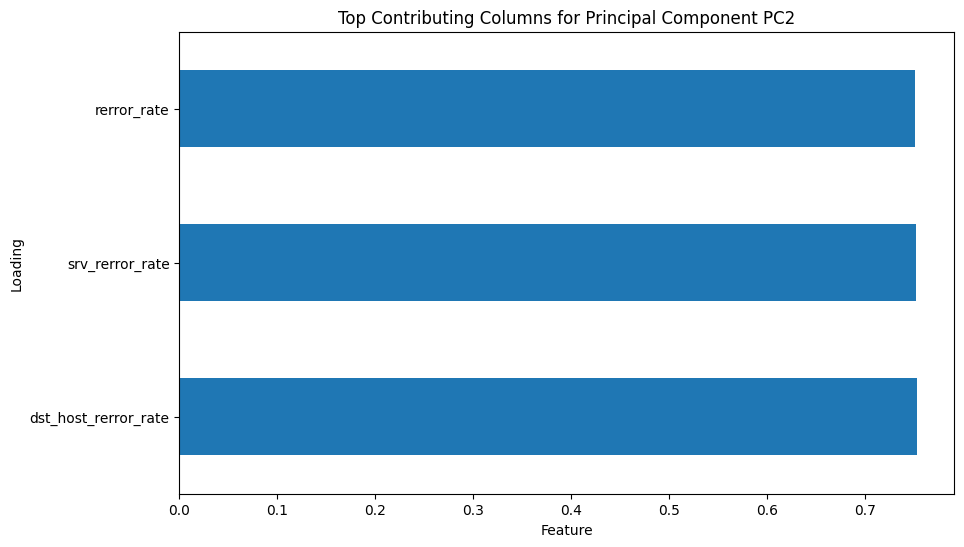 Top Contributing Columns for Principal Component PC2
rerror_rate
srv_rerror_rate
dst_host_rerror_rate
Loading
0.0 0.1 0.2 0.3 0.4 0.5 0.6 0.7
Feature